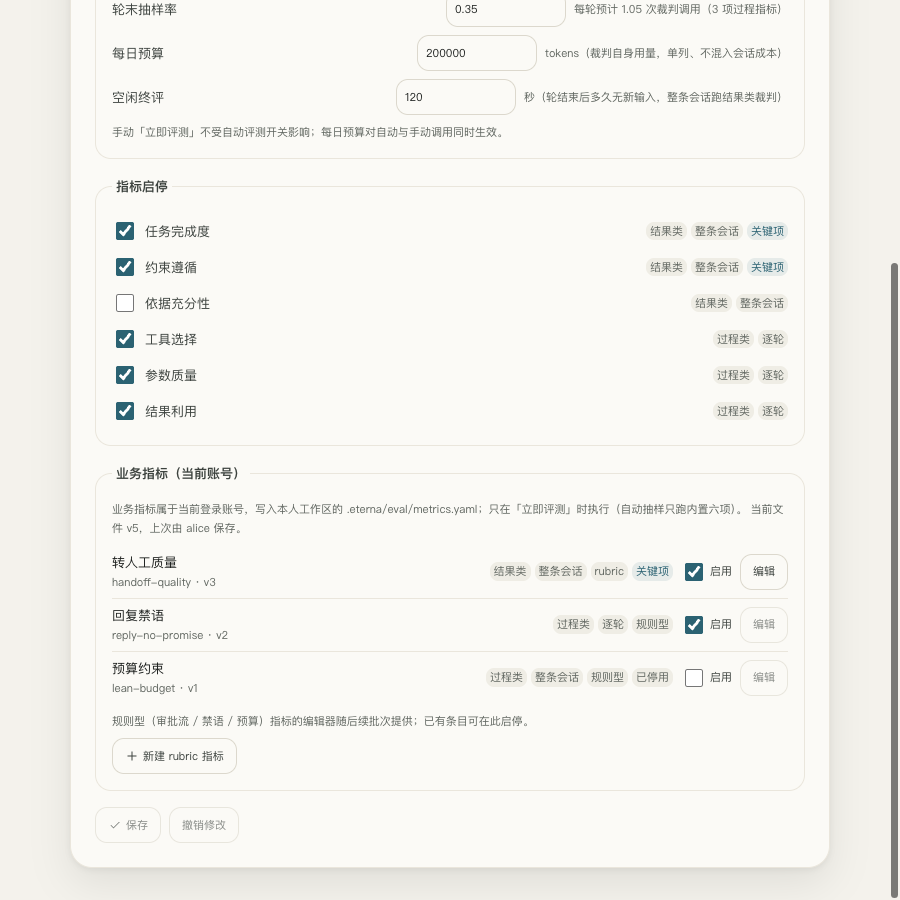 轮末抽样率 0.35 每轮预计 1.05 次裁判调用（3 项过程指标）
每日预算 200000 tokens（裁判自身用量，单列、不混入会话成本）
空闲终评 120 秒（轮结束后多久无新输入，整条会话跑结果类裁判）
手动「立即评测」不受自动评测开关影响；每日预算对自动与手动调用同时生效。
指标启停
任务完成度 结果类 整条会话 关键项
约束遵循 结果类 整条会话 关键项
依据充分性 结果类 整条会话
工具选择 过程类 逐轮
参数质量 过程类 逐轮
结果利用 过程类 逐轮
业务指标（当前账号）
业务指标属于当前登录账号，写入本人工作区的 .eterna/eval/metrics.yaml；只在「立即评测」时执行（自动抽样只跑内置六项）。 当前文
件 v5，上次由 alice 保存。
转人工质量 结果类 整条会话 rubric 关键项 启用 编辑
handoff-quality · v3
回复禁语 过程类 逐轮 规则型 启用 编辑
reply-no-promise · v2
预算约束 过程类 整条会话 规则型 已停用 启用 编辑
lean-budget · v1
规则型（审批流 / 禁语 / 预算）指标的编辑器随后续批次提供；已有条目可在此启停。
＋ 新建 rubric 指标
✓ 保存 撤销修改